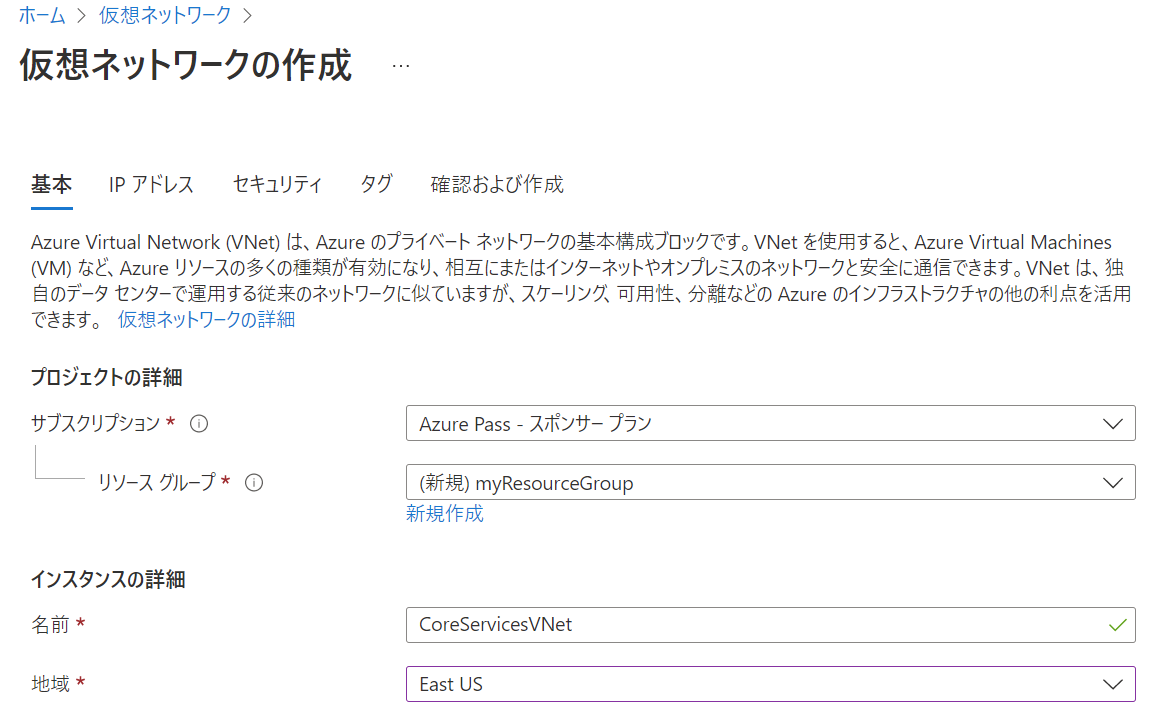 ホーム > 仮想ネットワーク >
仮想ネットワークの作成 …
基本 IP アドレス セキュリティ タグ 確認および作成
Azure Virtual Network (VNet) は、Azure のプライベート ネットワークの基本構成ブロックです。VNet を使用すると、Azure Virtual Machines
(VM) など、Azure リソースの多くの種類が有効になり、相互にまたはインターネットやオンプレミスのネットワークと安全に通信できます。VNet は、独
自のデータ センターで運用する従来のネットワークに似ていますが、スケーリング、可用性、分離などの Azure のインフラストラクチャの他の利点を活用
できます。 仮想ネットワークの詳細
プロジェクトの詳細
サブスクリプション * Azure Pass - スポンサー プラン
リソース グループ * (新規) myResourceGroup
新規作成
インスタンスの詳細
名前 * CoreServicesVNet
地域 * East US